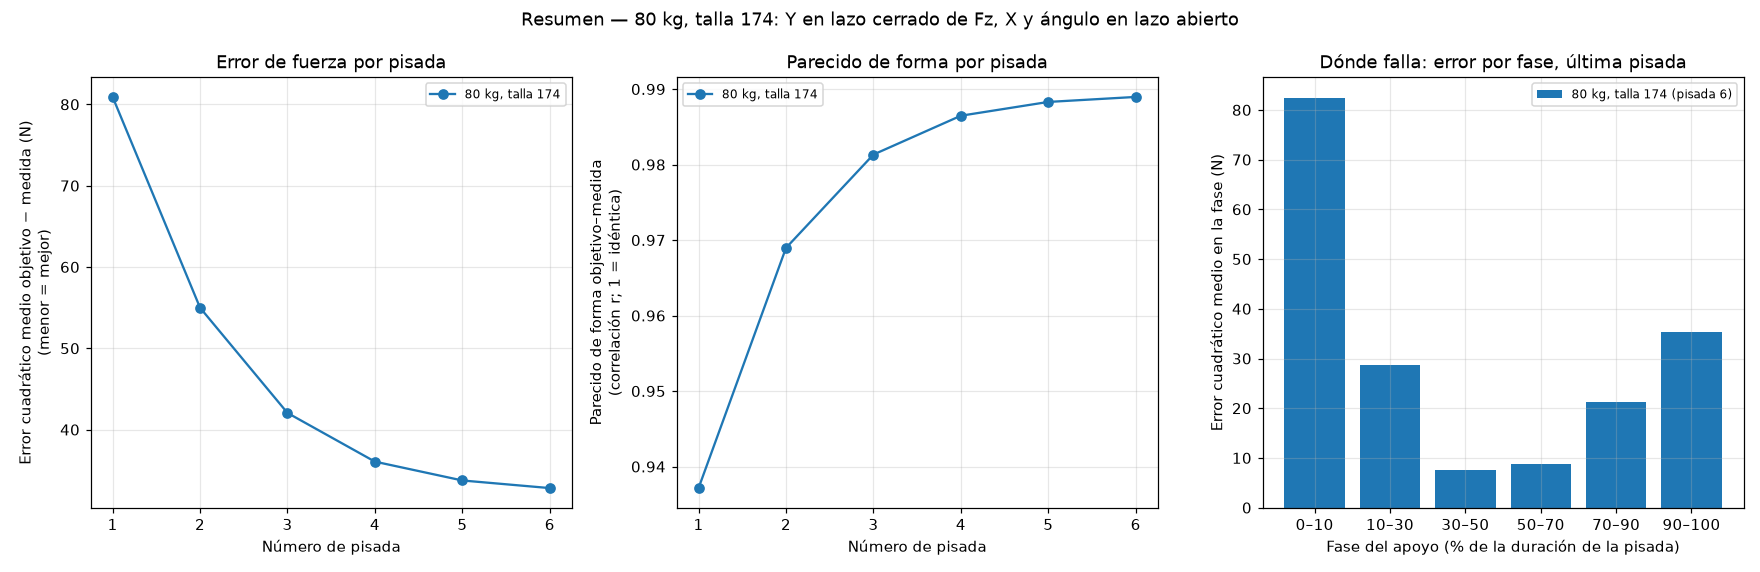 Resumen — 80 kg, talla 174: Y en lazo cerrado de Fz, X y ángulo en lazo abierto
Error de fuerza por pisada
80 kg, talla 174
Error cuadrático medio objetivo − medida (N)
(menor = mejor)
80
70
60
50
40
1 2 3 4 5 6
Número de pisada
Parecido de forma por pisada
80 kg, talla 174
Parecido de forma objetivo–medida
(correlación r; 1 = idéntica)
0.99
0.98
0.97
0.96
0.95
0.94
1 2 3 4 5 6
Número de pisada
Dónde falla: error por fase, última pisada
80 kg, talla 174 (pisada 6)
Error cuadrático medio en la fase (N)
80
70
60
50
40
30
20
10
0
0–10 10–30 30–50 50–70 70–90 90–100
Fase del apoyo (% de la duración de la pisada)